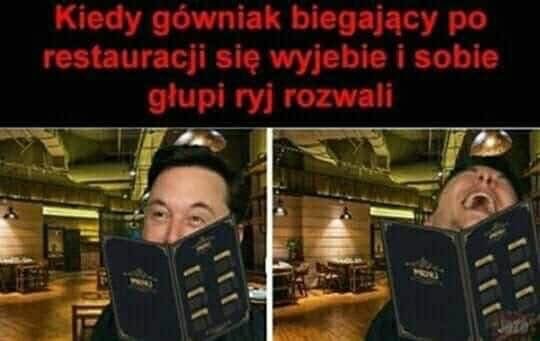 Kiedy gówniak biegający po
restauracji się wyjebie i sobie
głupi ryj rozwali